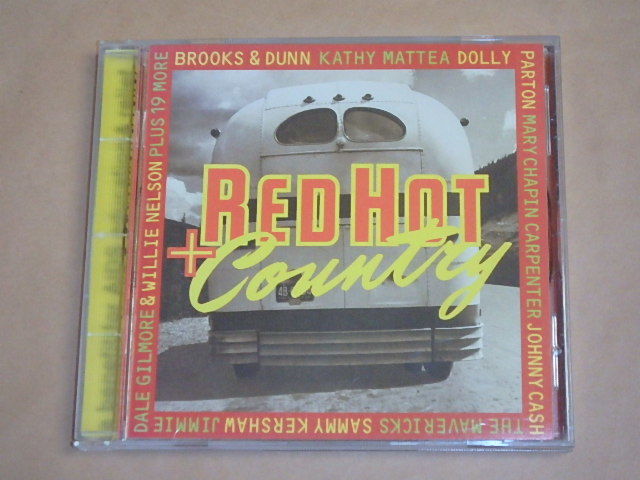 BROOKS & DUNN KATHY MATTEA DOLLY
PARTON MARY CHAPIN CARPENTER JOHNNY CASH
THE MAVERICKS SAMMY KERSHAW JIMMIE
DALE GILMORE & WILLIE NELSON PLUS 19 MORE
RED HOT
+ Country